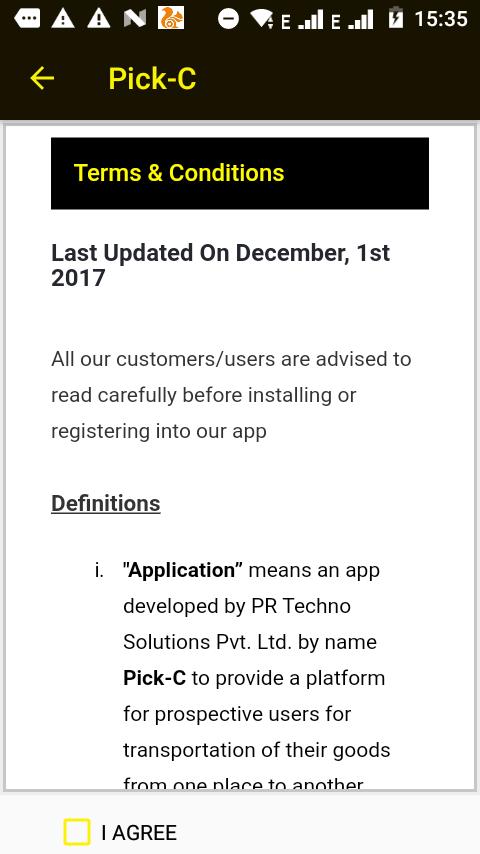 E E 15:35
Pick-C
Terms & Conditions
Last Updated On December, 1st
2017
All our customers/users are advised to
read carefully before installing or
registering into our app
Definitions
i. "Application” means an app
developed by PR Techno
Solutions Pvt. Ltd. by name
Pick-C to provide a platform
for prospective users for
transportation of their goods
from one place to another
I AGREE